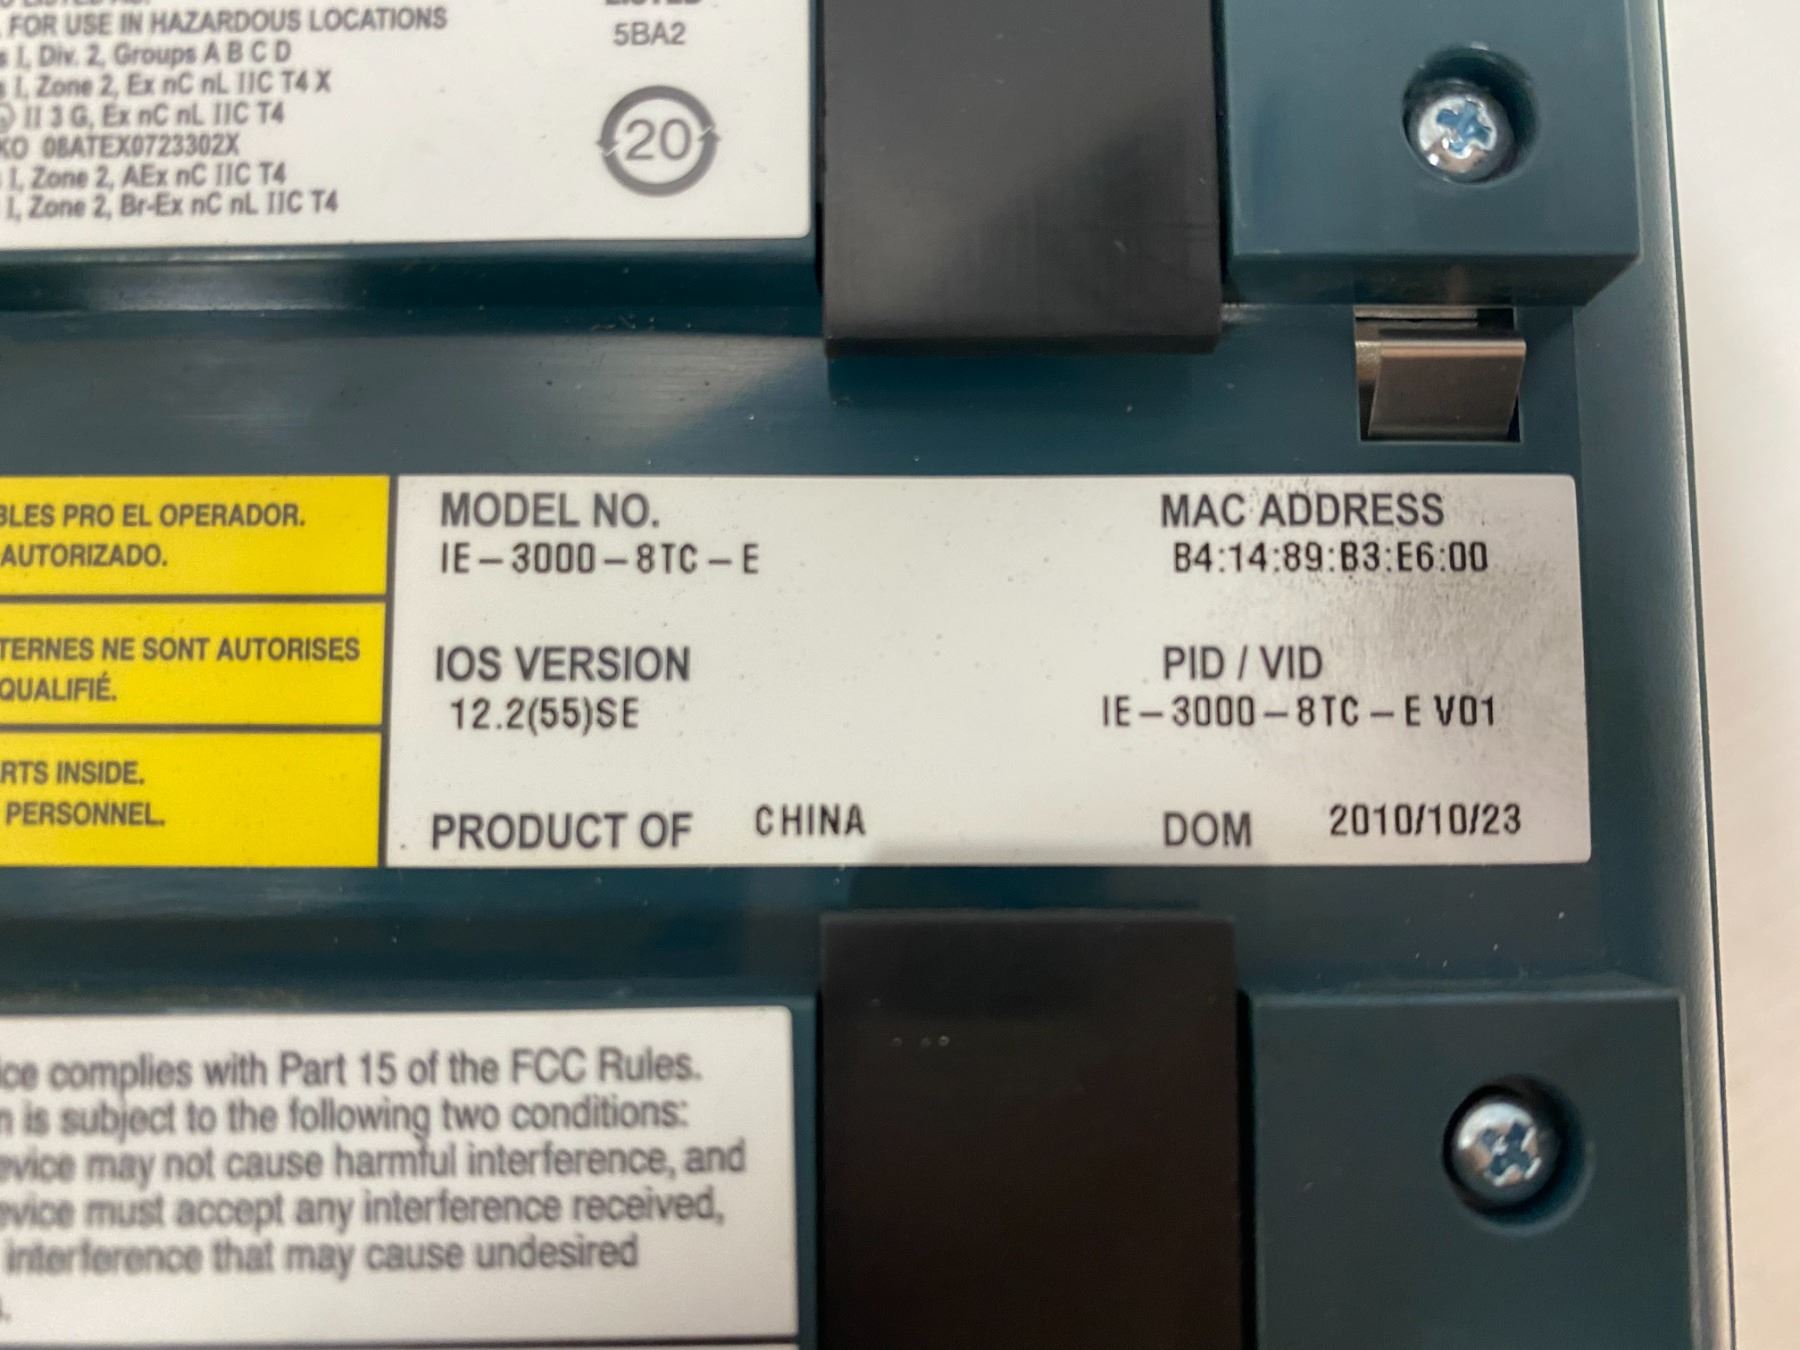 FOR USE IN HAZARDOUS LOCATIONS
I, Div. 2, Groups A B C D
I, Zone 2, Ex nC nL IIC T4 X
II 3 G, Ex nC nL IIC T4
08ATEX0723302X
I, Zone 2, AEx nC IIC T4
I, Zone 2, Br-Ex nC nL IIC T4
5BA2
20
PRO EL OPERADOR.
AUTORIZADO.
NE SONT AUTORISES
QUALIFIÉ.
INSIDE.
PERSONNEL.
MODEL NO.
IE-3000-8TC-E
MAC ADDRESS
B4:14:89:B3:E6:00
IOS VERSION
12.2(55)SE
PID / VID
IE-3000-8TC-E V01
PRODUCT OF CHINA
DOM 2010/10/23
complies with Part 15 of the FCC Rules.
is subject to the following two conditions:
may not cause harmful interference, and
must accept any interference received,
interference that may cause undesired